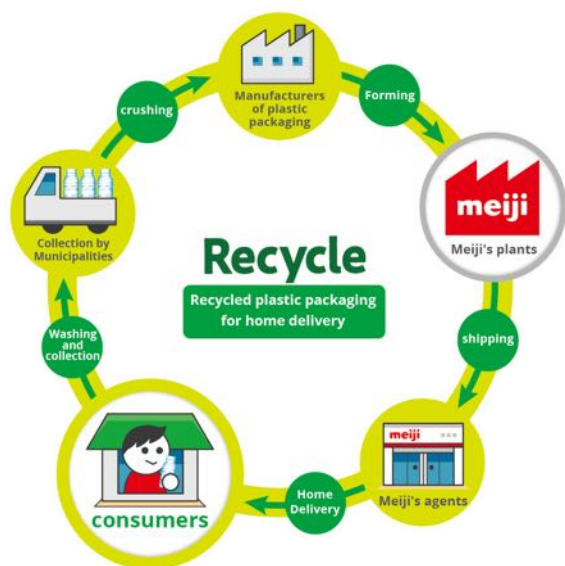 Manufacturers
of plastic
packaging
Forming
meiji
Meiji's plants
shipping
meiji
Meiji's agents
Home
Delivery
consumers
Washing
and
collection
Collection by
Municipalities
crushing
Recycle
Recycled plastic packaging
for home delivery